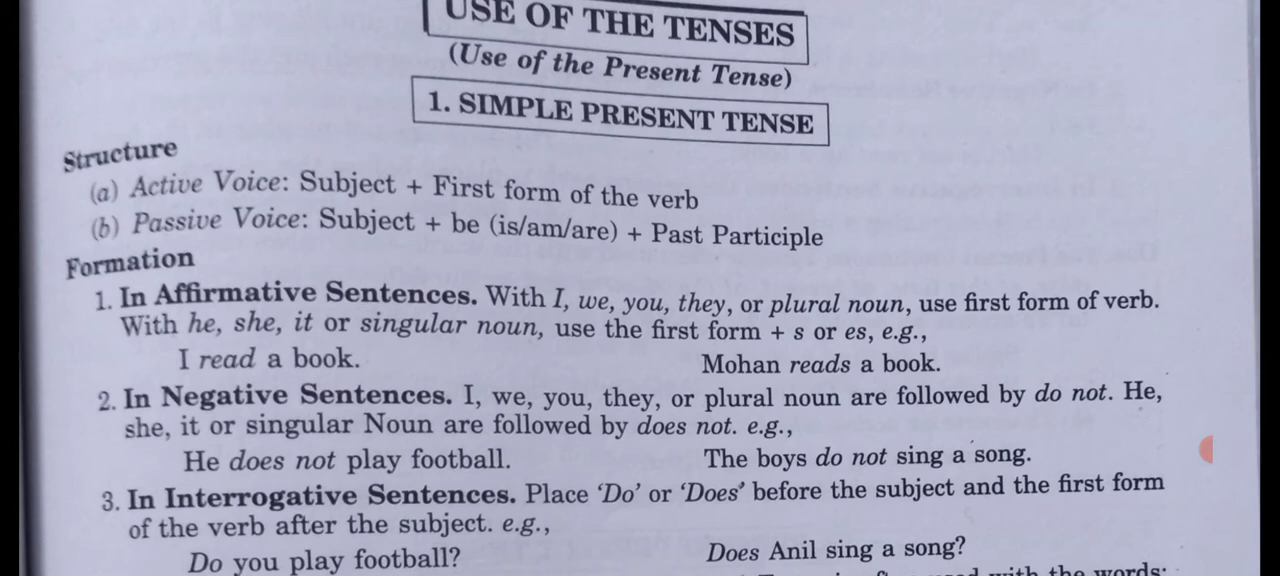 USE OF THE TENSES
(Use of the Present Tense)
1. SIMPLE PRESENT TENSE
Structure
(a) Active Voice: Subject + First form of the verb
(b) Passive Voice: Subject + be (is/am/are) + Past Participle
Formation
1. In Affirmative Sentences. With I, we, you, they, or plural noun, use first form of verb.
With he, she, it or singular noun, use the first form + s or es, e.g.,
I read a book. Mohan reads a book.
2. In Negative Sentences. I, we, you, they, or plural noun are followed by do not. He,
she, it or singular Noun are followed by does not. e.g.,
He does not play football. The boys do not sing a song.
3. In Interrogative Sentences. Place ‘Do’ or ‘Does’ before the subject and the first form
of the verb after the subject. e.g.,
Do you play football? Does Anil sing a song?
with the words: